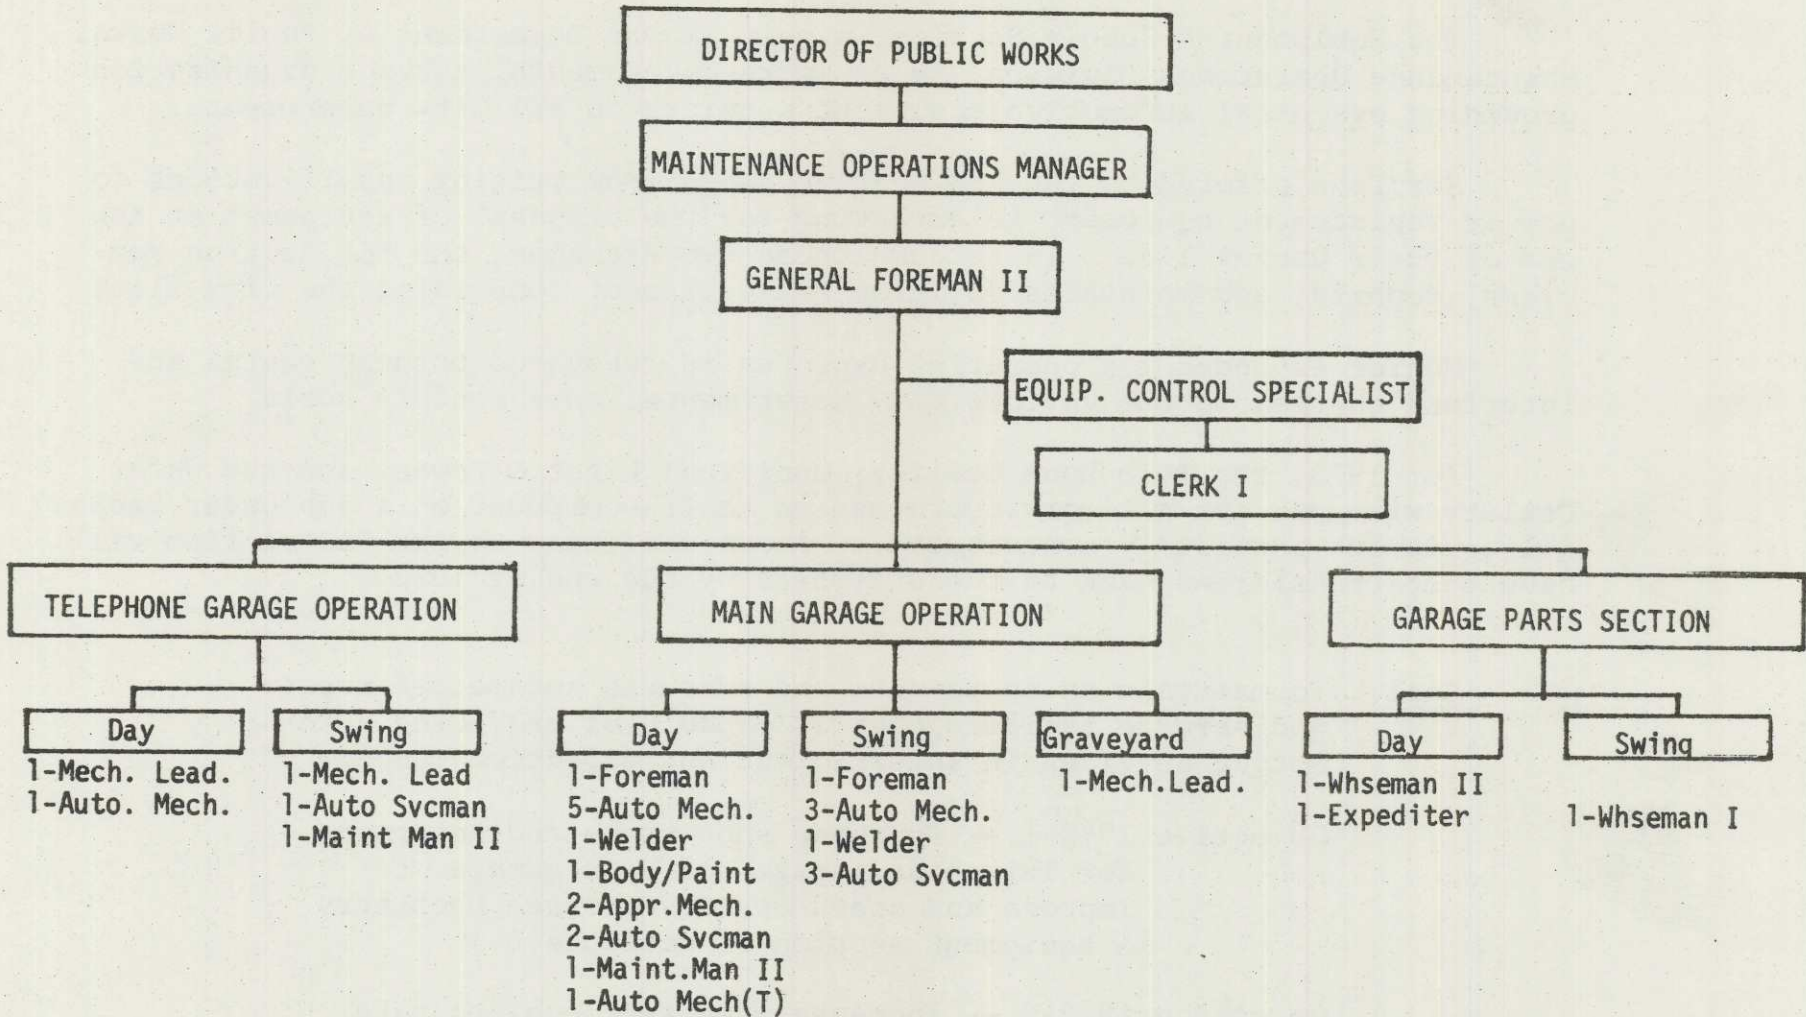 DIRECTOR OF PUBLIC WORKS
MAINTENANCE OPERATIONS MANAGER
GENERAL FOREMAN II
EQUIP. CONTROL SPECIALIST
CLERK I
TELEPHONE GARAGE OPERATION
Day
1-Mech. Lead.
1-Auto. Mech.
Swing
1-Mech. Lead
1-Auto Svcman
1-Maint Man II
MAIN GARAGE OPERATION
Day
1-Foreman
5-Auto Mech.
1-Welder
1-Body/Paint
2-Appr.Mech.
2-Auto Svcman
1-Maint.Man II
1-Auto Mech(T)
Swing
1-Foreman
3-Auto Mech.
1-Welder
3-Auto Svcman
Graveyard
1-Mech.Lead.
GARAGE PARTS SECTION
Day
1-Whseman II
1-Expediter
Swing
1-Whseman I